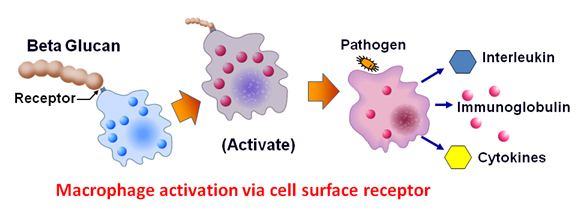 Beta Glucan
Receptor
(Activate)
Pathogen
Interleukin
Immunoglobulin
Cytokines
Macrophage activation via cell surface receptor